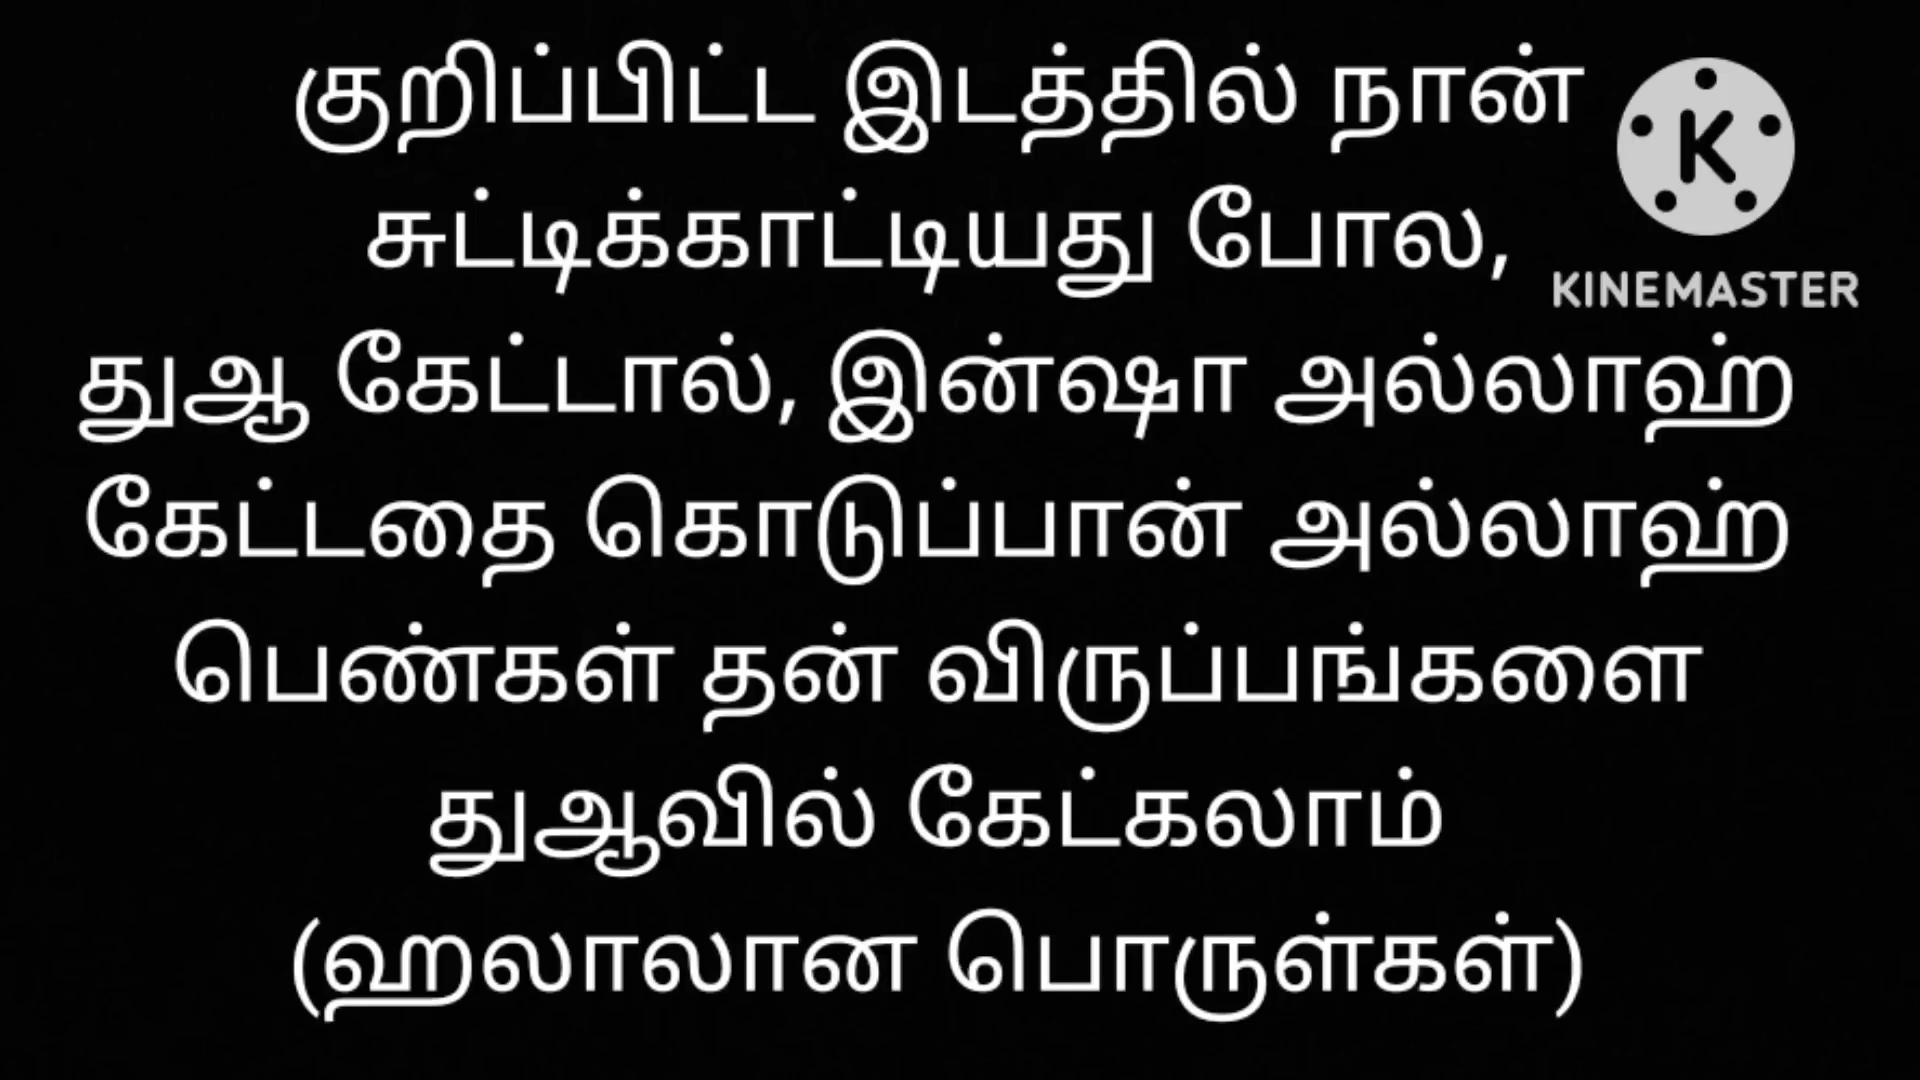 குறிப்பிட்ட இடத்தில் நான்
சுட்டிக்காட்டியது போல,
துஆ கேட்டால், இன்ஷா அல்லாஹ்
கேட்டதை கொடுப்பான் அல்லாஹ்
பெண்கள் தன் விருப்பங்களை
துஆவில் கேட்கலாம்
(ஹலாலான பொருள்கள்)
K
KINEMASTER